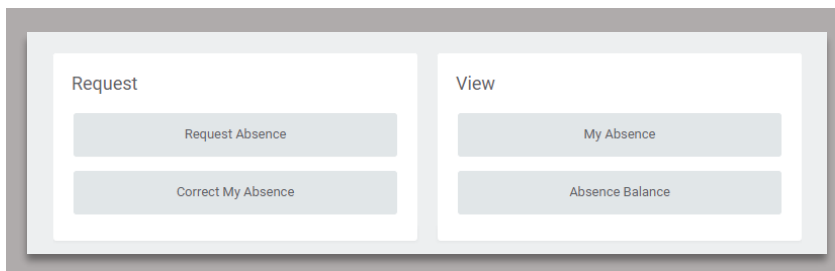 Request
Request Absence
Correct My Absence
View
My Absence
Absence Balance